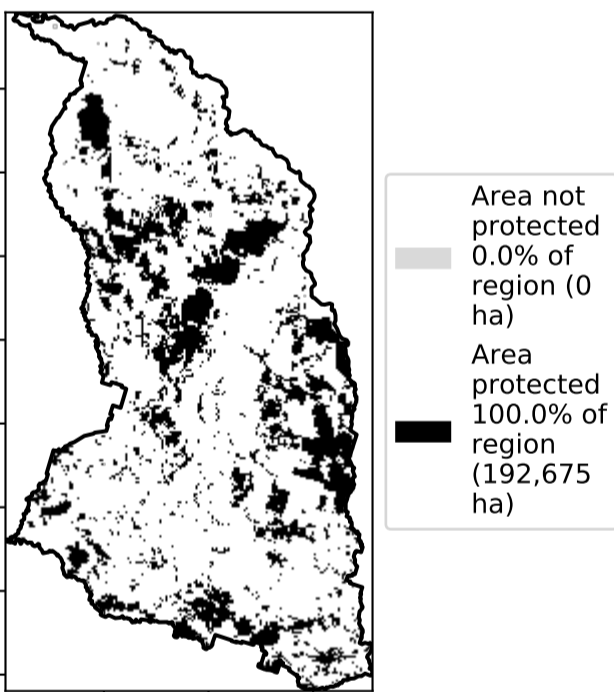 Area not
protected
0.0% of
region (0
ha)
Area
protected
100.0% of
region
(192,675
ha)